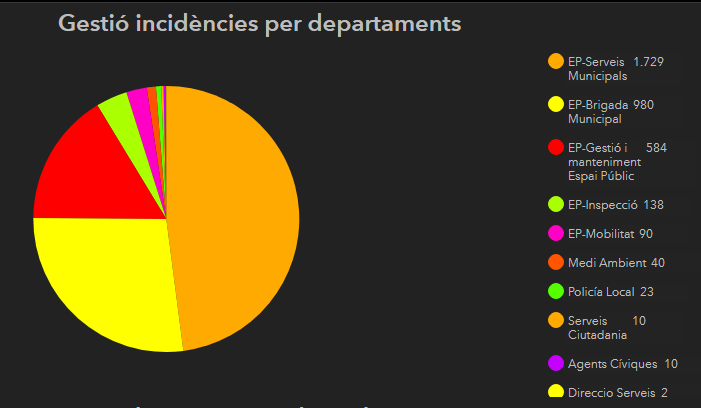 Gestió incidències per departaments
EP-Serveis 1.729
Municipals
EP-Brigada 980
Municipal
EP-Gestió i 584
manteniment
Espai Públic
EP-Inspecció 138
EP-Mobilitat 90
Medi Ambient 40
Policía Local 23
Serveis 10
Ciutadania
Agents Cíviques 10
Direccio Serveis 2